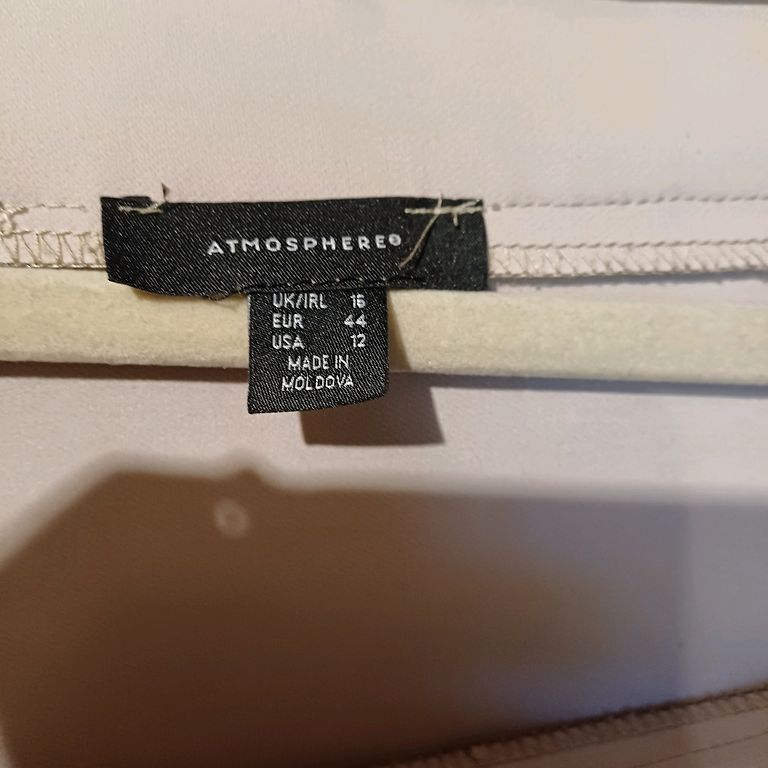 ATMOSPHERE®
UK/IRL 16
EUR 44
USA 12
MADE IN
MOLDOVA